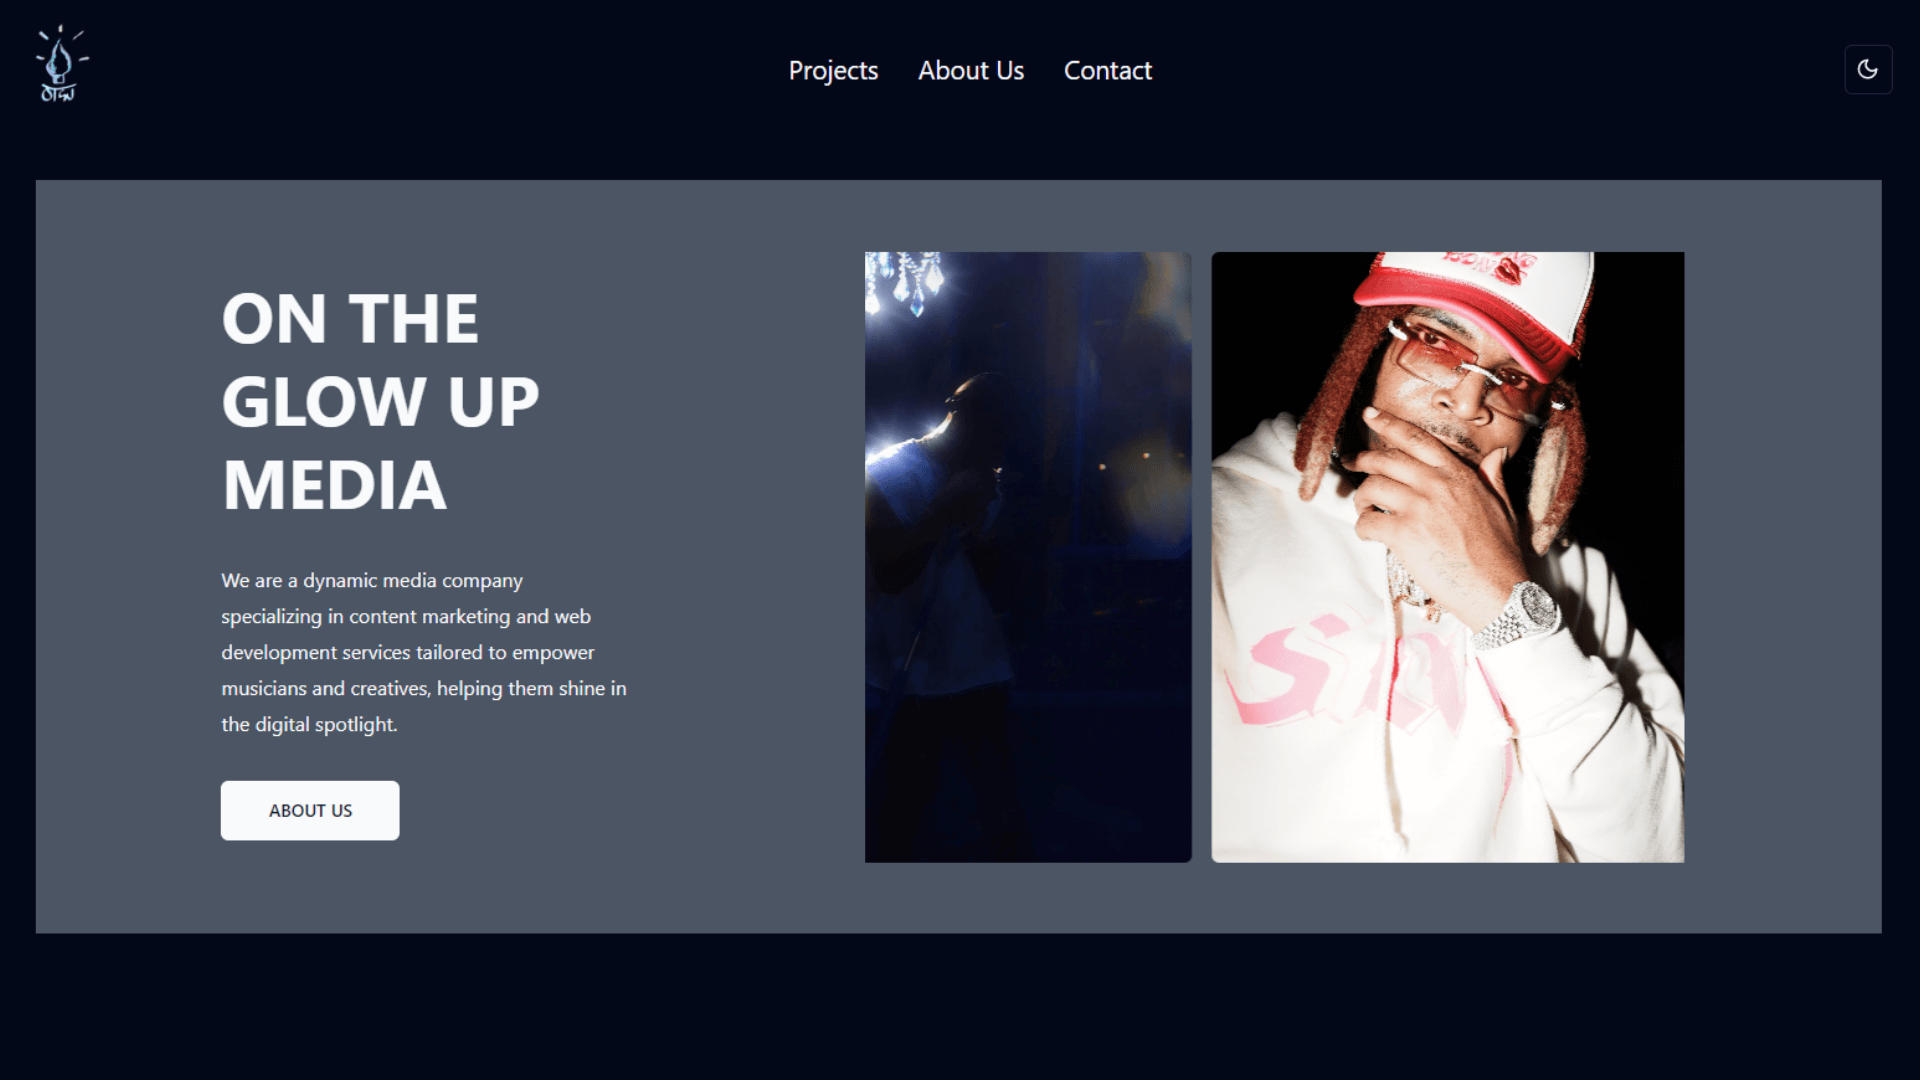 Projects About Us Contact
ON THE
GLOW UP
MEDIA
We are a dynamic media company
specializing in content marketing and web
development services tailored to empower
musicians and creatives, helping them shine in
the digital spotlight.
ABOUT US